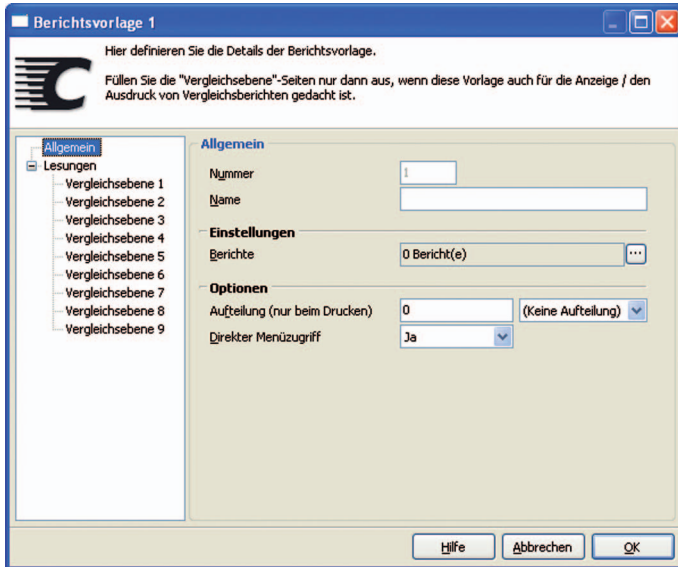 Berichtsvorlage 1
Hier definieren Sie die Details der Berichtsvorlage.
Füllen Sie die "Vergleichsebene"-Seiten nur dann aus, wenn diese Vorlage auch für die Anzeige / den
Ausdruck von Vergleichsberichten gedacht ist.
Allgemein
Lesungen
Vergleichsebene 1
Vergleichsebene 2
Vergleichsebene 3
Vergleichsebene 4
Vergleichsebene 5
Vergleichsebene 6
Vergleichsebene 7
Vergleichsebene 8
Vergleichsebene 9
Allgemein
Nummer 1
Name
Einstellungen
Berichte 0 Bericht(e) ...
Optionen
Aufteilung (nur beim Drucken) 0 (Keine Aufteilung)
Direkter Menüzugriff Ja
Hilfe Abbrechen OK